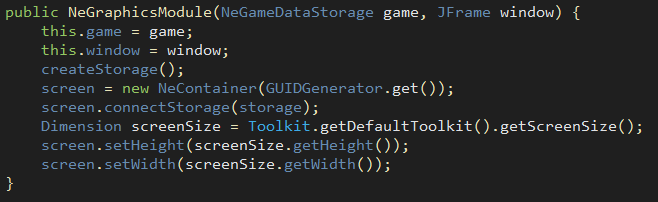 public NeGraphicsModule(NeGameDataStorage game, JFrame window) {
    this.game = game;
    this.window = window;
    createStorage();
    screen = new NeContainer(GUIDGenerator.get());
    screen.connectStorage(storage);
    Dimension screenSize = Toolkit.getDefaultToolkit().getScreenSize();
    screen.setHeight(screenSize.getHeight());
    screen.setWidth(screenSize.getWidth());
}